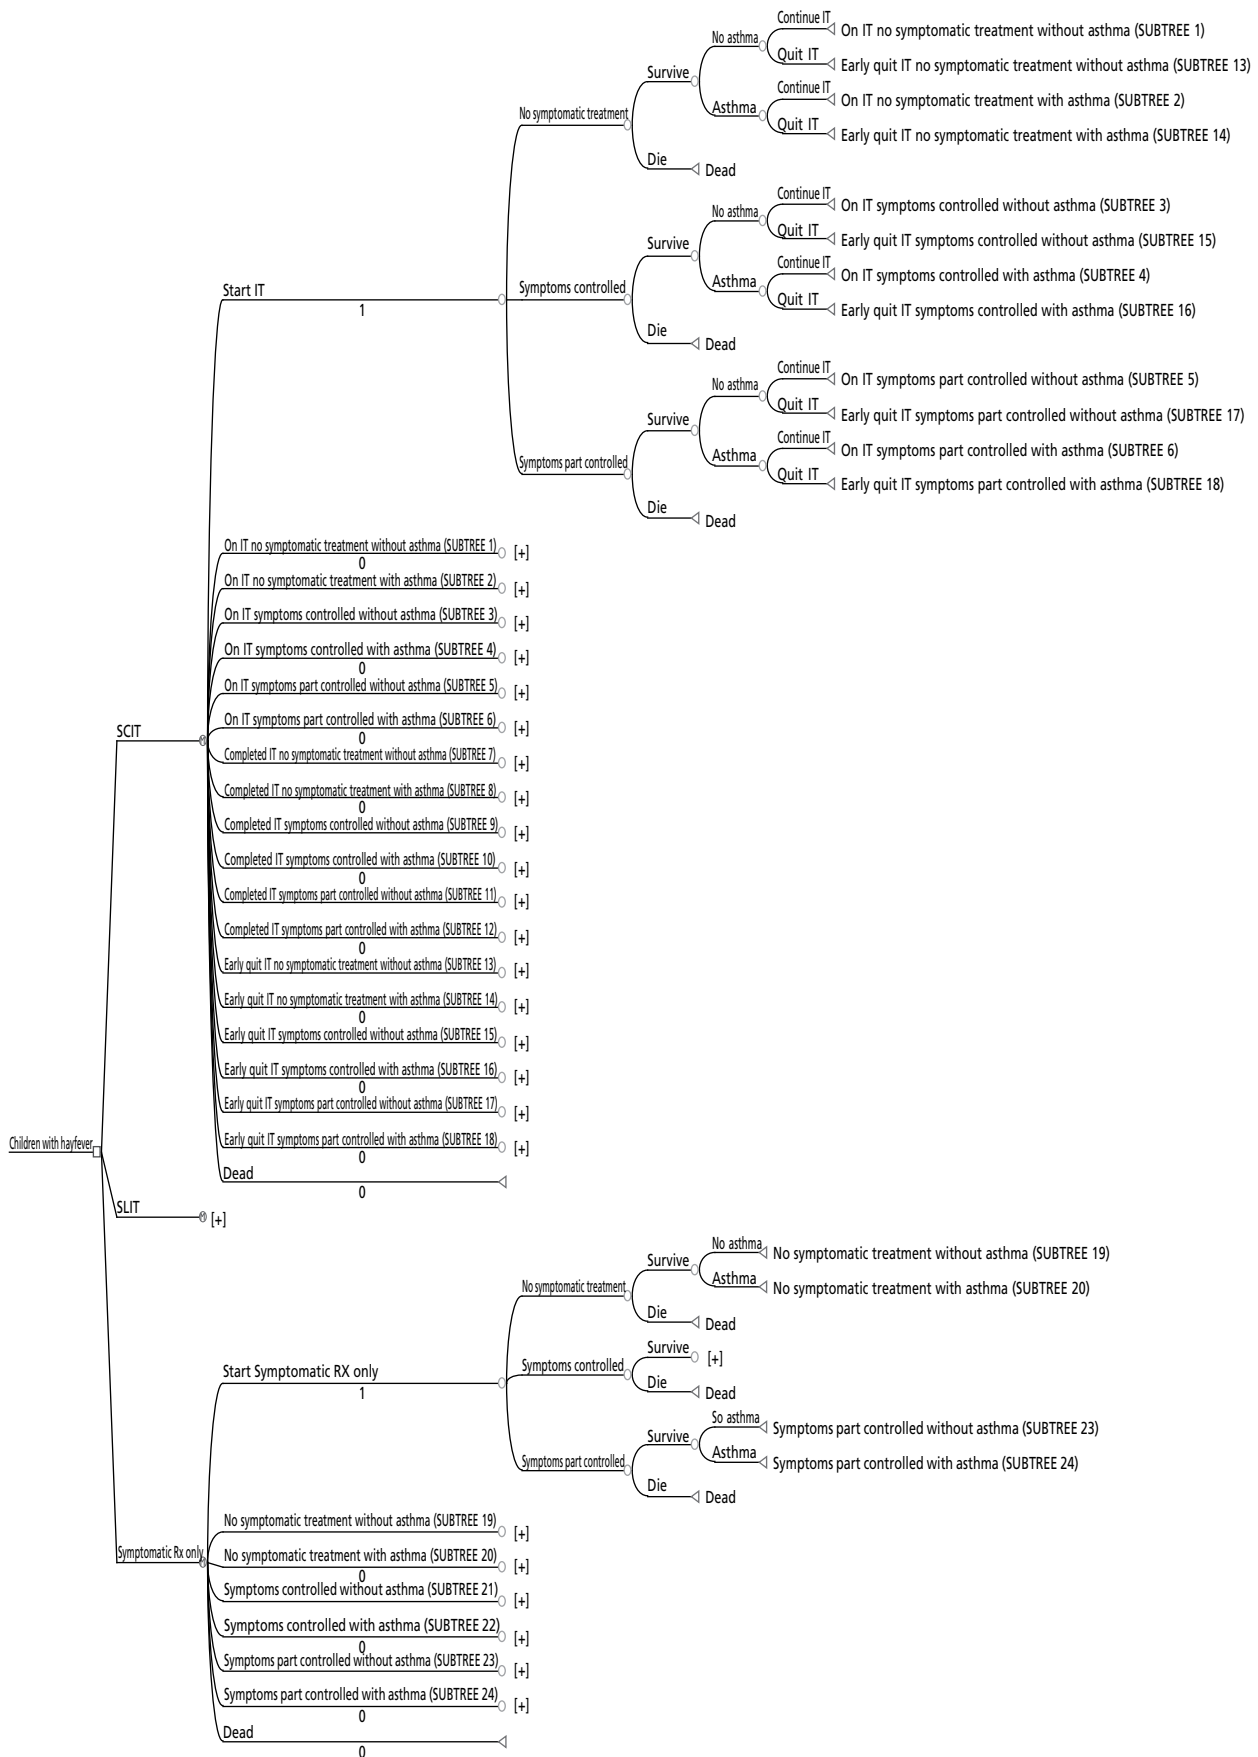 Continue IT
No asthma
On IT no symptomatic treatment without asthma (SUBTREE 1)
Quit IT
Survive
Early quit IT no symptomatic treatment without asthma (SUBTREE 13)
Continue IT
On IT no symptomatic treatment with asthma (SUBTREE 2)
No symptomatic treatment
Asthma
Quit IT
Early quit IT no symptomatic treatment with asthma (SUBTREE 14)
Die
Dead
Continue IT
No asthma
On IT symptoms controlled without asthma (SUBTREE 3)
Quit IT
Survive
Early quit IT symptoms controlled without asthma (SUBTREE 15)
Continue IT
On IT symptoms controlled with asthma (SUBTREE 4)
Start IT
1
Symptoms controlled
Asthma
Quit IT
Early quit IT symptoms controlled with asthma (SUBTREE 16)
Die
Dead
Continue IT
No asthma
On IT symptoms part controlled without asthma (SUBTREE 5)
Quit IT
Survive
Early quit IT symptoms part controlled without asthma (SUBTREE 17)
Continue IT
On IT symptoms part controlled with asthma (SUBTREE 6)
Symptoms part controlled
Asthma
Quit IT
Early quit IT symptoms part controlled with asthma (SUBTREE 18)
Die
Dead
On IT no symptomatic treatment without asthma (SUBTREE 1) [+]
0
On IT no symptomatic treatment with asthma (SUBTREE 2) [+]
On IT symptoms controlled without asthma (SUBTREE 3) [+]
On IT symptoms controlled with asthma (SUBTREE 4) [+]
0
On IT symptoms part controlled without asthma (SUBTREE 5) [+]
SCIT
On IT symptoms part controlled with asthma (SUBTREE 6) [+]
0
Completed IT no symptomatic treatment without asthma (SUBTREE 7) [+]
Completed IT no symptomatic treatment with asthma (SUBTREE 8) [+]
0
Completed IT symptoms controlled without asthma (SUBTREE 9) [+]
Completed IT symptoms controlled with asthma (SUBTREE 10) [+]
0
Completed IT symptoms part controlled without asthma (SUBTREE 11) [+]
Completed IT symptoms part controlled with asthma (SUBTREE 12) [+]
0
Early quit IT no symptomatic treatment without asthma (SUBTREE 13) [+]
Early quit IT no symptomatic treatment with asthma (SUBTREE 14) [+]
0
Early quit IT symptoms controlled without asthma (SUBTREE 15) [+]
Early quit IT symptoms controlled with asthma (SUBTREE 16) [+]
0
Early quit IT symptoms part controlled without asthma (SUBTREE 17) [+]
Children with hayfever
Early quit IT symptoms part controlled with asthma (SUBTREE 18) [+]
0
Dead
0
SLIT [+]
No asthma
No symptomatic treatment without asthma (SUBTREE 19)
Survive
Asthma
No symptomatic treatment with asthma (SUBTREE 20)
No symptomatic treatment
Die
Dead
Survive [+]
Start Symptomatic RX only
1
Symptoms controlled
Die
Dead
So asthma
Symptoms part controlled without asthma (SUBTREE 23)
Survive
Asthma
Symptoms part controlled with asthma (SUBTREE 24)
Symptoms part controlled
Die
Dead
No symptomatic treatment without asthma (SUBTREE 19) [+]
Symptomatic Rx only
No symptomatic treatment with asthma (SUBTREE 20) [+]
0
Symptoms controlled without asthma (SUBTREE 21) [+]
Symptoms controlled with asthma (SUBTREE 22) [+]
0
Symptoms part controlled without asthma (SUBTREE 23) [+]
Symptoms part controlled with asthma (SUBTREE 24) [+]
0
Dead
0